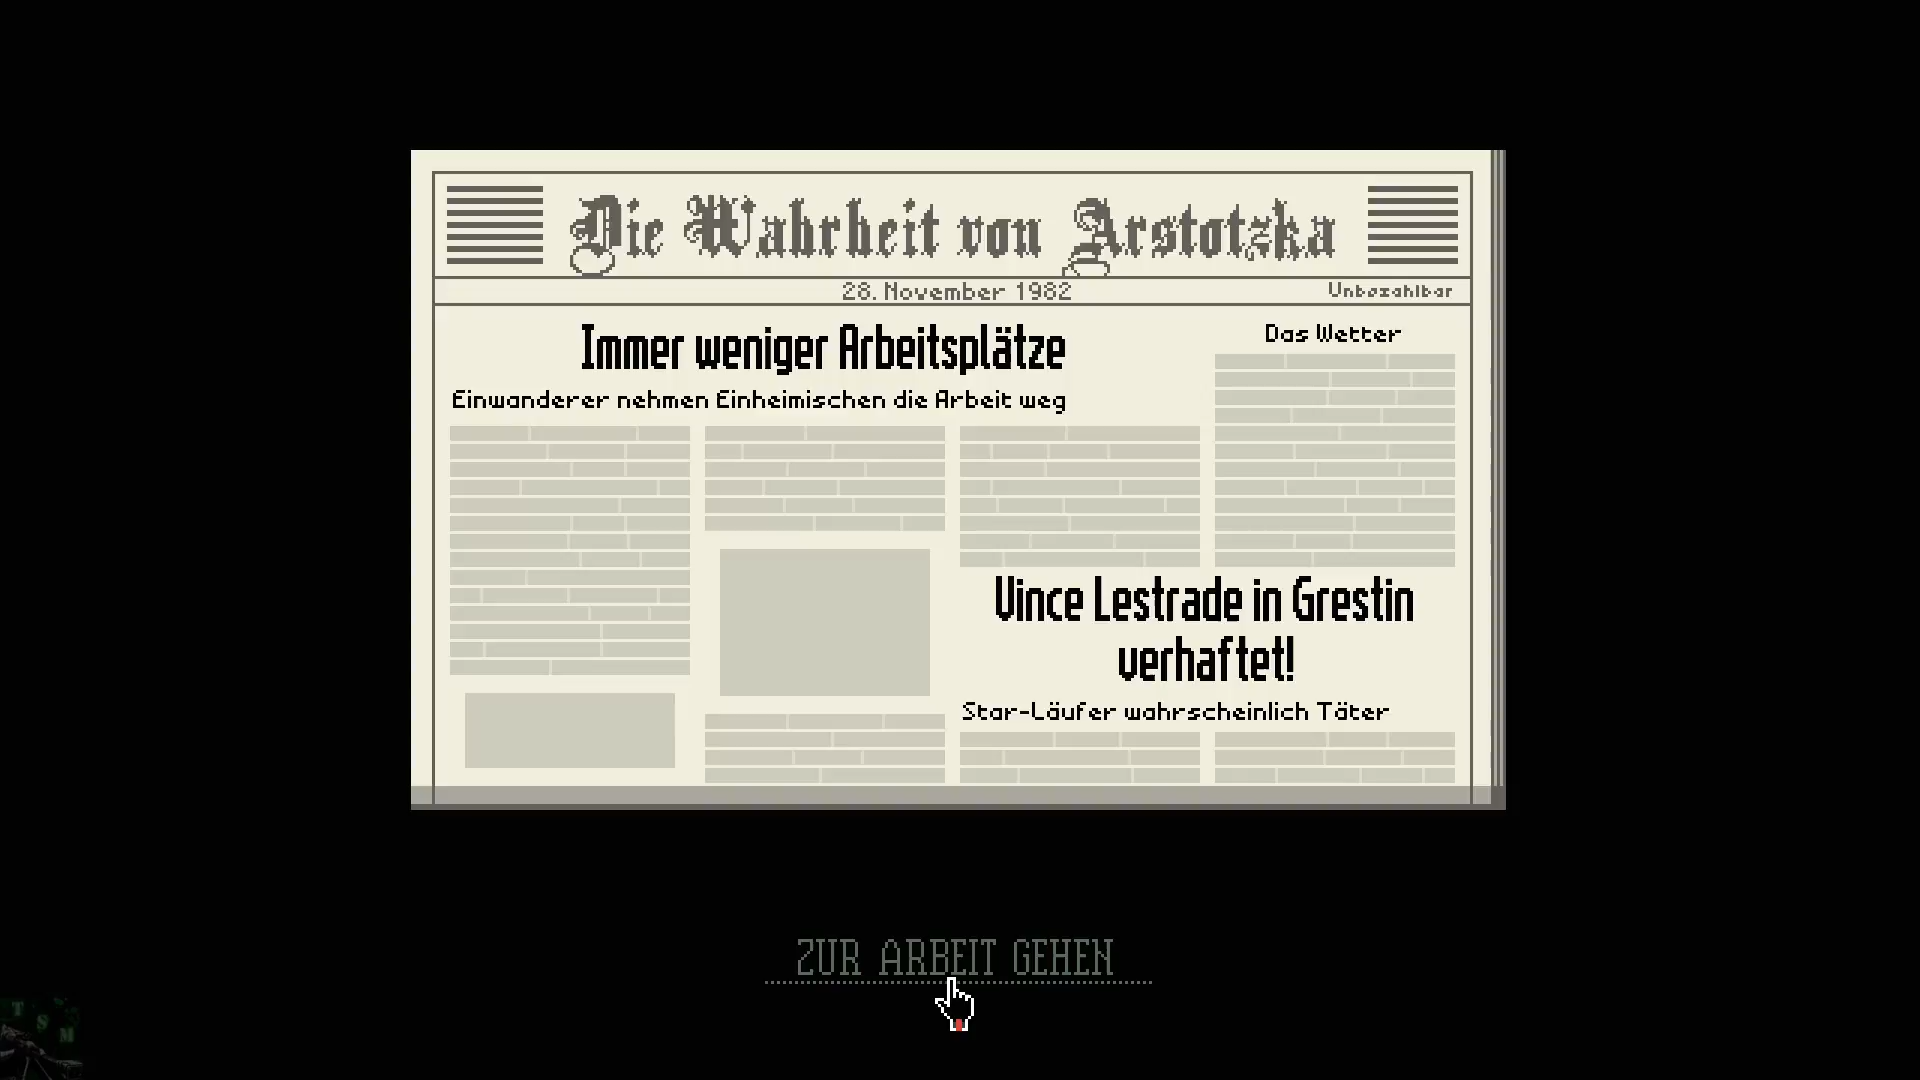 Die Wahrheit von Arstotzka
28. November 1982
Unbezahlbar
Immer weniger Arbeitsplätze
Einwanderer nehmen Einheimischen die Arbeit weg
Das Wetter
Vince Lestrade in Grestin
verhaftet!
Star-Läufer wahrscheinlich Täter
ZUR ARBEIT GEHEN
T S M